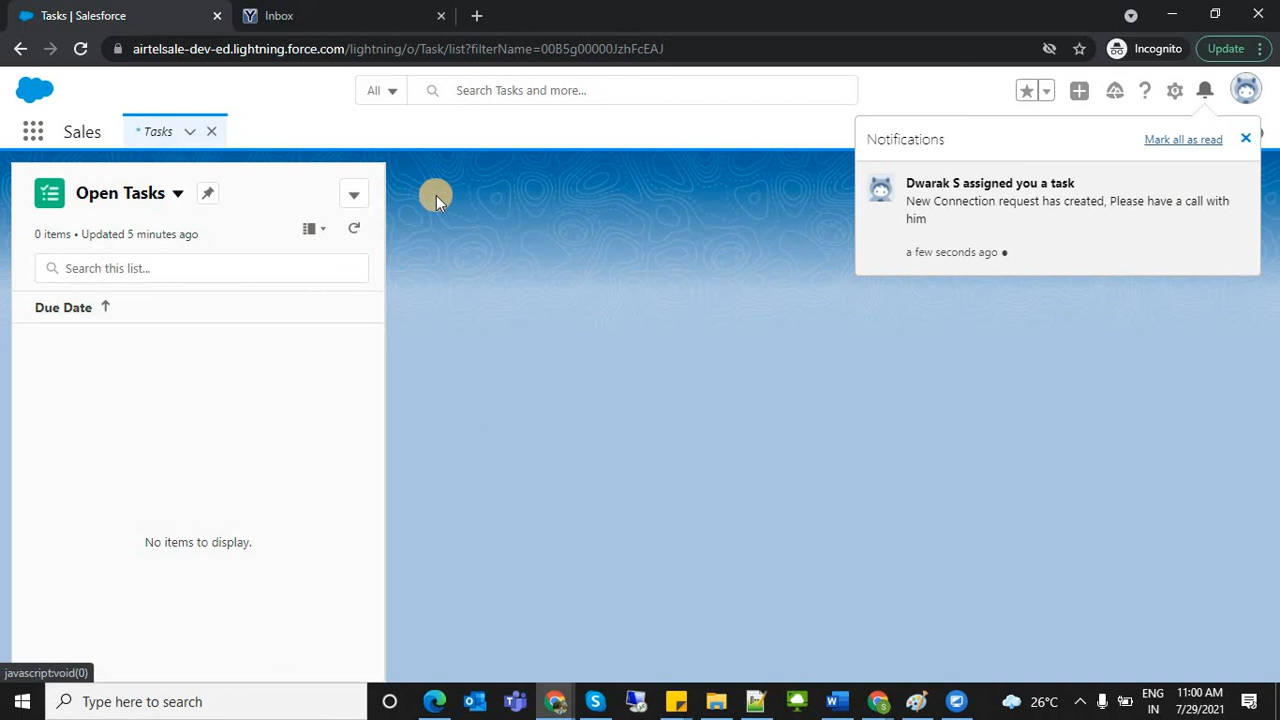 Tasks | Salesforce
Inbox
airtelsale-dev-ed.lightning.force.com/lightning/o/Task/list?filterName=00B5g00000JzhFcEAJ
Incognito
Update
All
Search Tasks and more...
Sales
* Tasks
Notifications
Mark all as read
Dwarak S assigned you a task
New Connection request has created, Please have a call with
him
a few seconds ago
Open Tasks
0 items • Updated 5 minutes ago
Search this list...
Due Date
No items to display.
javascript:void(0)
Type here to search
26°C
ENG
IN
11:00 AM
7/29/2021